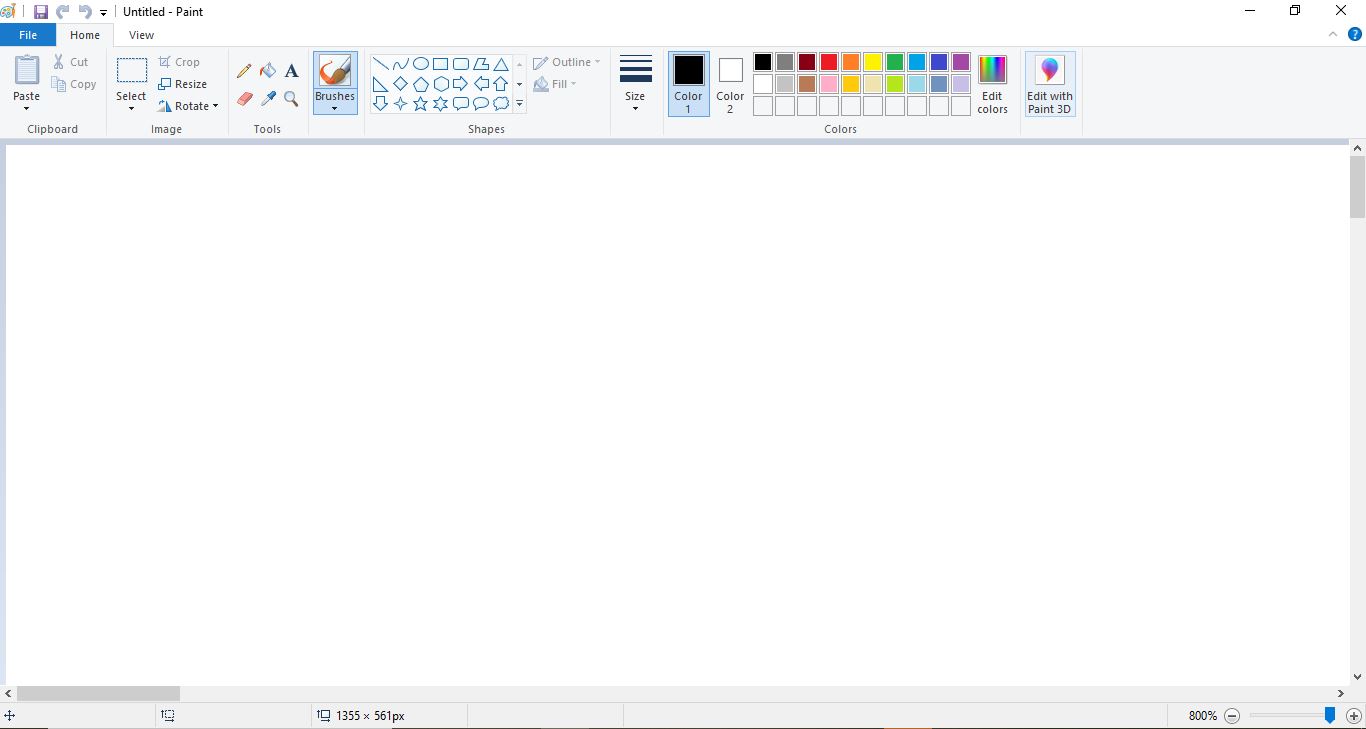 Untitled - Paint
File Home View
Paste
Cut
Copy
Clipboard
Select
Crop
Resize
Rotate
Image
A
Tools
Brushes
Shapes
Outline
Fill
Size
Color 1
Color 2
Edit colors
Colors
Edit with Paint 3D
?
1355 × 561px
800%